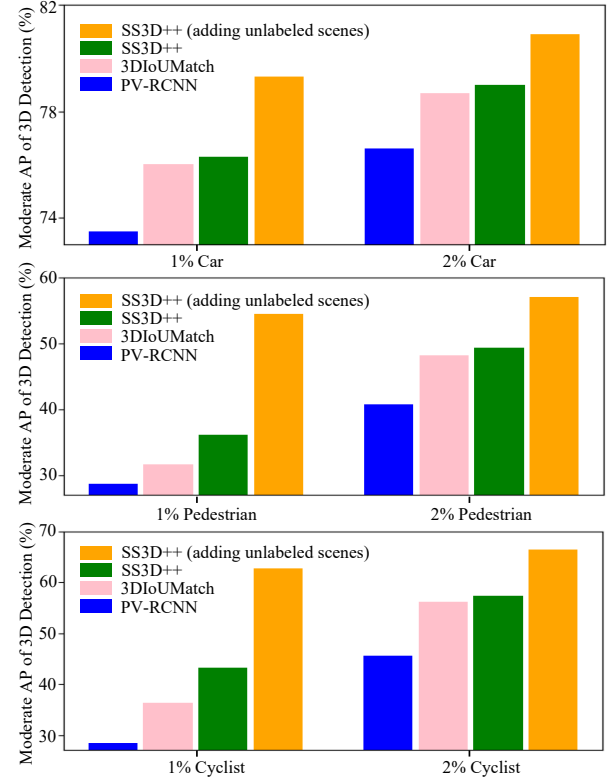 Moderate AP of 3D Detection (%)
82
78
74
SS3D++ (adding unlabeled scenes)
SS3D++
3DIoUMatch
PV-RCNN
1% Car
2% Car
Moderate AP of 3D Detection (%)
60
50
40
30
SS3D++ (adding unlabeled scenes)
SS3D++
3DIoUMatch
PV-RCNN
1% Pedestrian
2% Pedestrian
Moderate AP of 3D Detection (%)
70
60
50
40
30
SS3D++ (adding unlabeled scenes)
SS3D++
3DIoUMatch
PV-RCNN
1% Cyclist
2% Cyclist